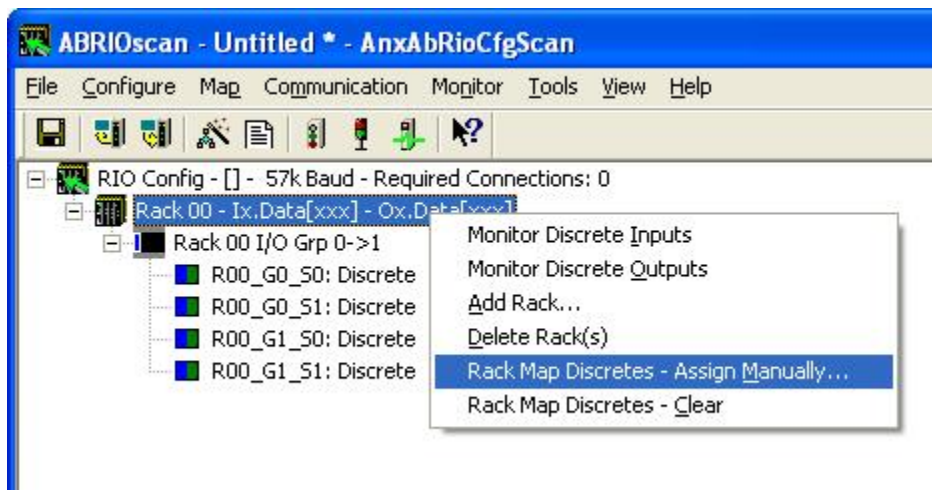 ABRIOscan - Untitled * - AnxAbRioCfgScan
File Configure Map Communication Monitor Tools View Help
RIO Config - [] - 57k Baud - Required Connections: 0
Rack 00 - Ix.Data[xxx] - Ox.Data[xxx]
Rack 00 I/O Grp 0->1
R00_G0_S0: Discrete
R00_G0_S1: Discrete
R00_G1_S0: Discrete
R00_G1_S1: Discrete
Monitor Discrete Inputs
Monitor Discrete Outputs
Add Rack...
Delete Rack(s)
Rack Map Discretes - Assign Manually...
Rack Map Discretes - Clear